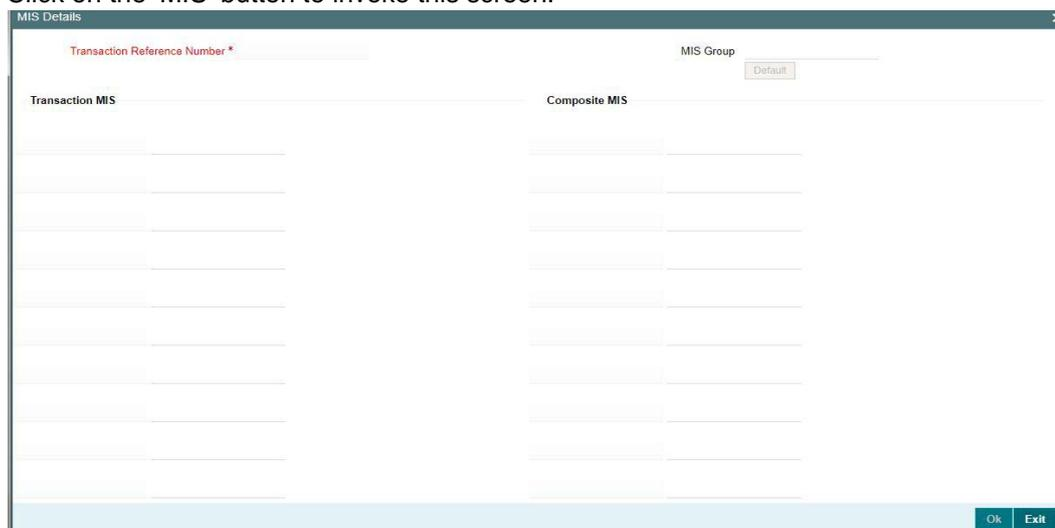 Click on the 'MIS' button to invoke this screen.
MIS Details
Transaction Reference Number *
MIS Group
Default
Transaction MIS
Composite MIS
Ok Exit